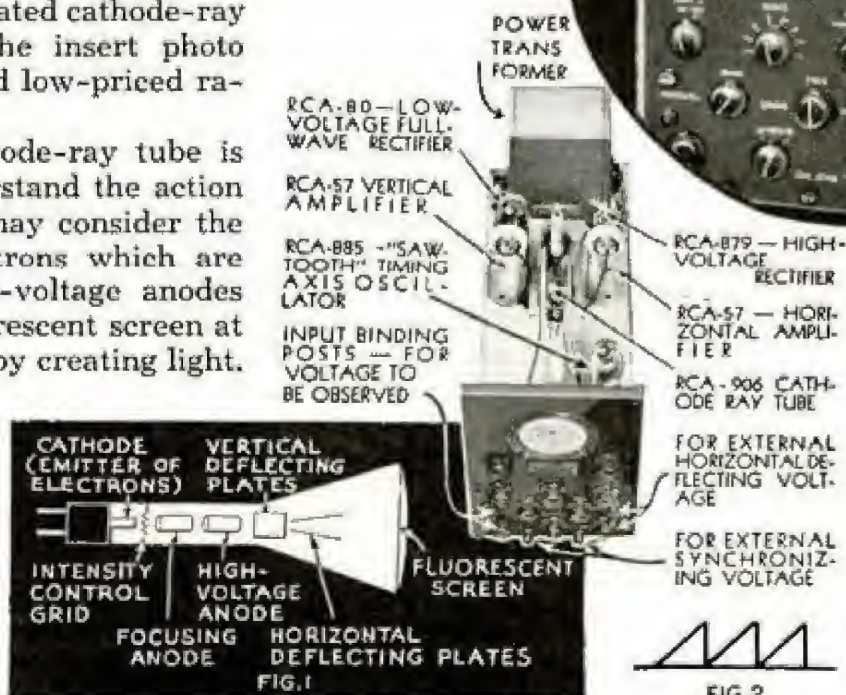 ated cathode-ray
he insert photo
d low-priced ra-
ode-ray tube is
rstand the action
may consider the
trons which are
-voltage anodes
rescent screen at
by creating light.
POWER
TRANS
FORMER
RCA-80—LOW-
VOLTAGE FULL-
WAVE RECTIFIER
RCA-57 VERTICAL
AMPLIFIER
RCA-885 -"SAW-
TOOTH" TIMING
AXIS OSCIL-
LATOR
INPUT BINDING
POSTS — FOR
VOLTAGE TO
BE OBSERVED
RCA-879 — HIGH-
VOLTAGE
RECTIFIER
RCA-57 — HORI-
ZONTAL AMPLI-
FIER
RCA-906 CATH-
ODE RAY TUBE
FOR EXTERNAL
HORIZONTAL DE-
FLECTING VOLT-
AGE
FOR EXTERNAL
SYNCHRONIZ-
ING VOLTAGE
CATHODE
(EMITTER OF
ELECTRONS)
VERTICAL
DEFLECTING
PLATES
INTENSITY
CONTROL
GRID
HIGH-
VOLTAGE
ANODE
FLUORESCENT
SCREEN
FOCUSING
ANODE
HORIZONTAL
DEFLECTING PLATES
FIG.1
FIG.2